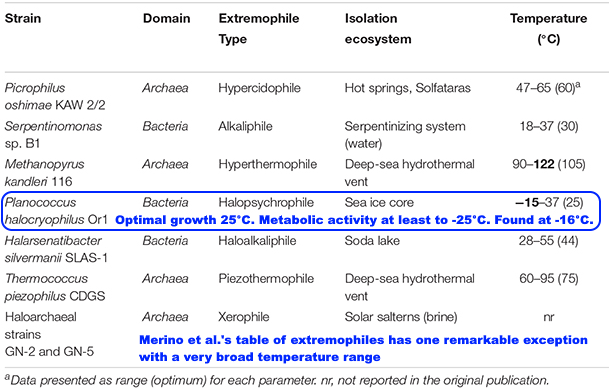 Strain Domain Extremophile Type Isolation ecosystem Temperature (°C)
Picrophilus oshimae KAW 2/2 Archaea Hypercidophile Hot springs, Solfataras 47–65 (60)a
Serpentinomonas sp. B1 Bacteria Alkaliphile Serpentinizing system (water) 18–37 (30)
Methanopyrus kandleri 116 Archaea Hyperthermophile Deep-sea hydrothermal vent 90–122 (105)
Planococcus halocryophilus Or1 Bacteria Halopsychrophile Sea ice core –15–37 (25)
Optimal growth 25°C. Metabolic activity at least to -25°C. Found at -16°C.
Halarsenatibacter silvermanii SLAS-1 Bacteria Haloalkaliphile Soda lake 28–55 (44)
Thermococcus piezophilus CDGS Archaea Piezothermophile Deep-sea hydrothermal vent 60–95 (75)
Haloarchaeal strains GN-2 and GN-5 Archaea Xerophile Solar salterns (brine) nr
Merino et al.'s table of extremophiles has one remarkable exception
with a very broad temperature range
aData presented as range (optimum) for each parameter. nr, not reported in the original publication.